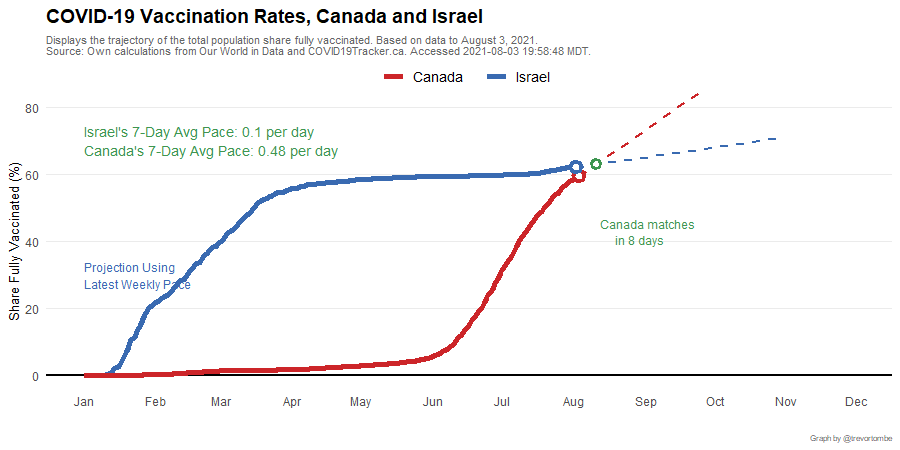 COVID-19 Vaccination Rates, Canada and Israel
Displays the trajectory of the total population share fully vaccinated. Based on data to August 3, 2021.
Source: Own calculations from Our World in Data and COVID19Tracker.ca. Accessed 2021-08-03 19:58:48 MDT.
Canada Israel
80
Israel's 7-Day Avg Pace: 0.1 per day
Canada's 7-Day Avg Pace: 0.48 per day
60
Canada matches
in 8 days
40
Projection Using
Latest Weekly Pace
20
0
Share Fully Vaccinated (%)
Jan Feb Mar Apr May Jun Jul Aug Sep Oct Nov Dec
Graph by @trevortombe